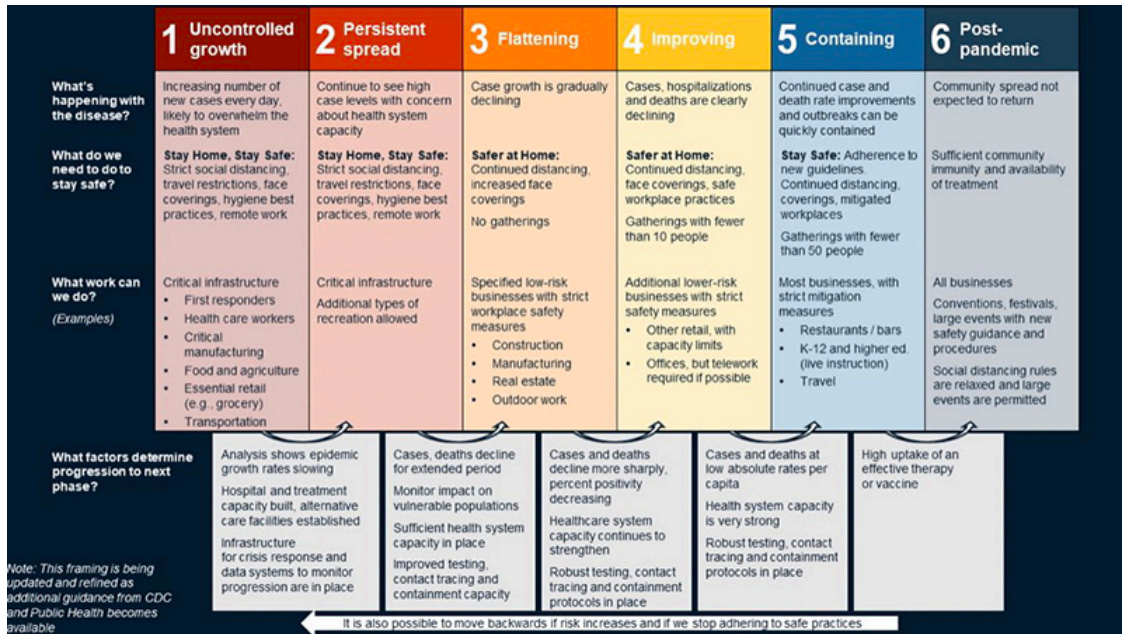 1 Uncontrolled
growth
2 Persistent
spread
3 Flattening
4 Improving
5 Containing
6 Post-
pandemic
What's
happening with
the disease?
Increasing number of
new cases every day,
likely to overwhelm the
health system
Continue to see high
case levels with concern
about health system
capacity
Case growth is gradually
declining
Cases, hospitalizations
and deaths are clearly
declining
Continued case and
death rate improvements
and outbreaks can be
quickly contained
Community spread not
expected to return
What do we
need to do to
stay safe?
Stay Home, Stay Safe:
Strict social distancing,
travel restrictions, face
coverings, hygiene best
practices, remote work
Stay Home, Stay Safe:
Strict social distancing,
travel restrictions, face
coverings, hygiene best
practices, remote work
Safer at Home:
Continued distancing,
increased face
coverings
No gatherings
Safer at Home:
Continued distancing,
face coverings, safe
workplace practices
Gatherings with fewer
than 10 people
Stay Safe: Adherence to
new guidelines.
Continued distancing,
coverings, mitigated
workplaces
Gatherings with fewer
than 50 people
Sufficient community
immunity and availability
of treatment
What work can
we do?
(Examples)
Critical infrastructure
• First responders
• Health care workers
• Critical
manufacturing
• Food and agriculture
• Essential retail
(e.g., grocery)
• Transportation
Critical infrastructure
Additional types of
recreation allowed
Specified low-risk
businesses with strict
workplace safety
measures
• Construction
• Manufacturing
• Real estate
• Outdoor work
Additional lower-risk
businesses with strict
safety measures
• Other retail, with
capacity limits
• Offices, but telework
required if possible
Most businesses, with
strict mitigation
measures
• Restaurants / bars
• K-12 and higher ed.
(live instruction)
• Travel
All businesses
Conventions, festivals,
large events with new
safety guidance and
procedures
Social distancing rules
are relaxed and large
events are permitted
What factors determine
progression to next
phase?
Analysis shows epidemic
growth rates slowing
Hospital and treatment
capacity built, alternative
care facilities established
Infrastructure
for crisis response and
data systems to monitor
progression are in place
Cases, deaths decline
for extended period
Monitor impact on
vulnerable populations
Sufficient health system
capacity in place
Improved testing,
contact tracing and
containment capacity
Cases and deaths
decline more sharply,
percent positivity
decreasing
Healthcare system
capacity continues to
strengthen
Robust testing, contact
tracing and containment
protocols in place
Cases and deaths at
low absolute rates per
capita
Health system capacity
is very strong
Robust testing, contact
tracing and containment
protocols in place
High uptake of an
effective therapy
or vaccine
Note: This framing is being
updated and refined as
additional guidance from CDC
and Public Health becomes
available
It is also possible to move backwards if risk increases and if we stop adhering to safe practices